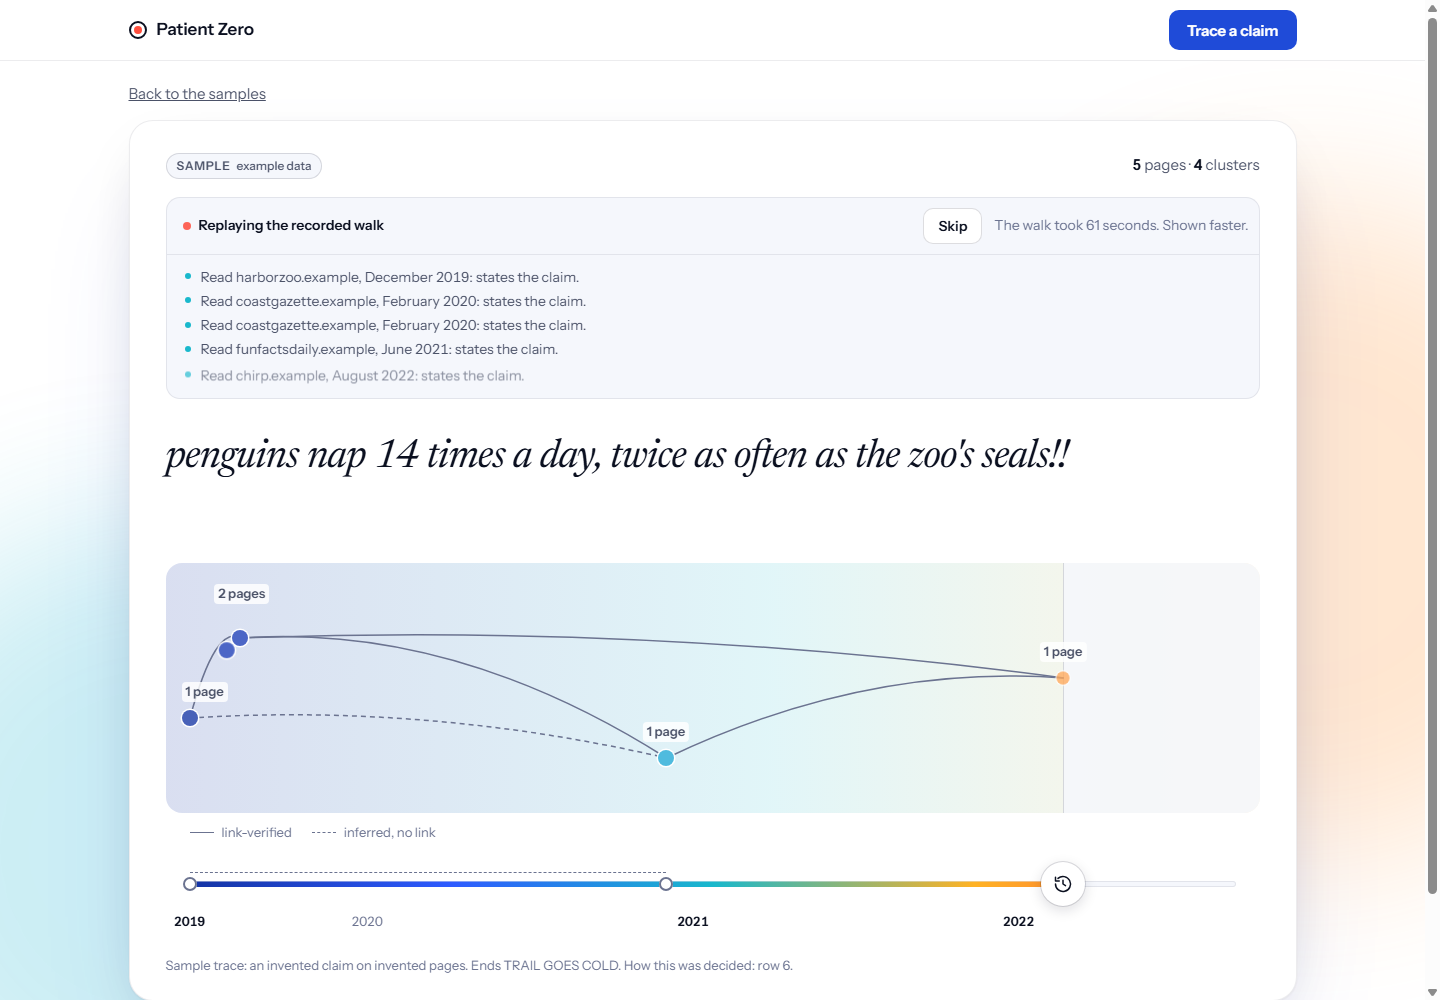 Patient Zero
Trace a claim
Back to the samples
SAMPLE example data
5 pages · 4 clusters
Replaying the recorded walk
Skip
The walk took 61 seconds. Shown faster.
Read harborzoo.example, December 2019: states the claim.
Read coastgazette.example, February 2020: states the claim.
Read coastgazette.example, February 2020: states the claim.
Read funfactsdaily.example, June 2021: states the claim.
Read chirp.example, August 2022: states the claim.
penguins nap 14 times a day, twice as often as the zoo's seals!!
2 pages
1 page
1 page
1 page
link-verified
inferred, no link
2019
2020
2021
2022
Sample trace: an invented claim on invented pages. Ends TRAIL GOES COLD. How this was decided: row 6.